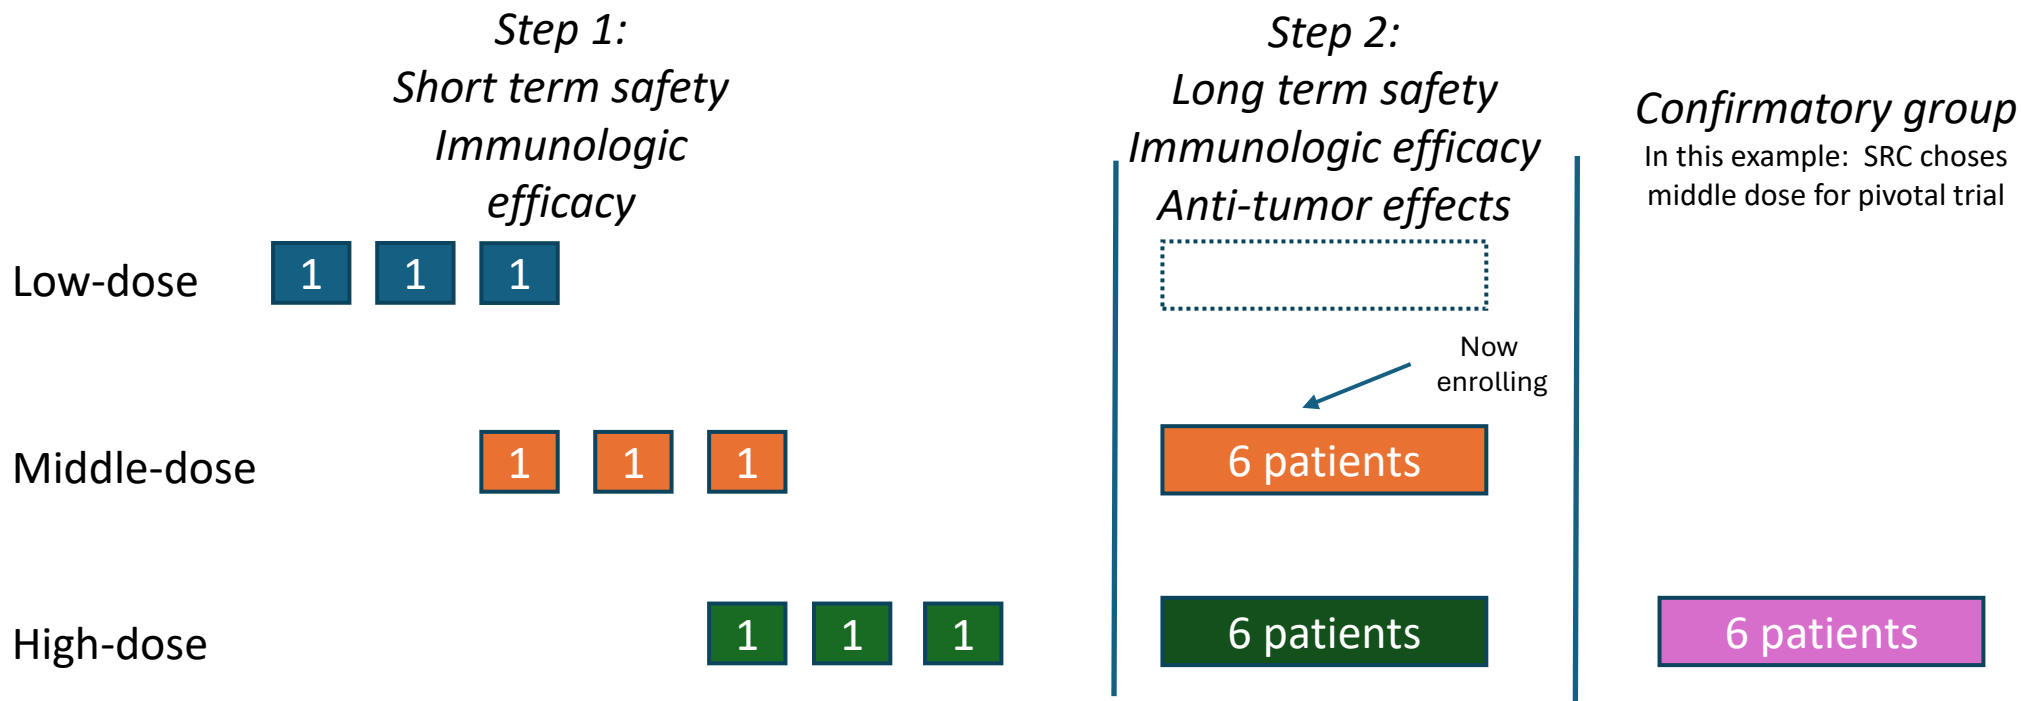 Step 1:
Short term safety
Immunologic
efficacy
Step 2:
Long term safety
Immunologic efficacy
Anti-tumor effects
Confirmatory group
In this example:  SRC choses
middle dose for pivotal trial
Low-dose
1 1 1
Now
enrolling
Middle-dose
1 1 1
6 patients
High-dose
1 1 1
6 patients
6 patients